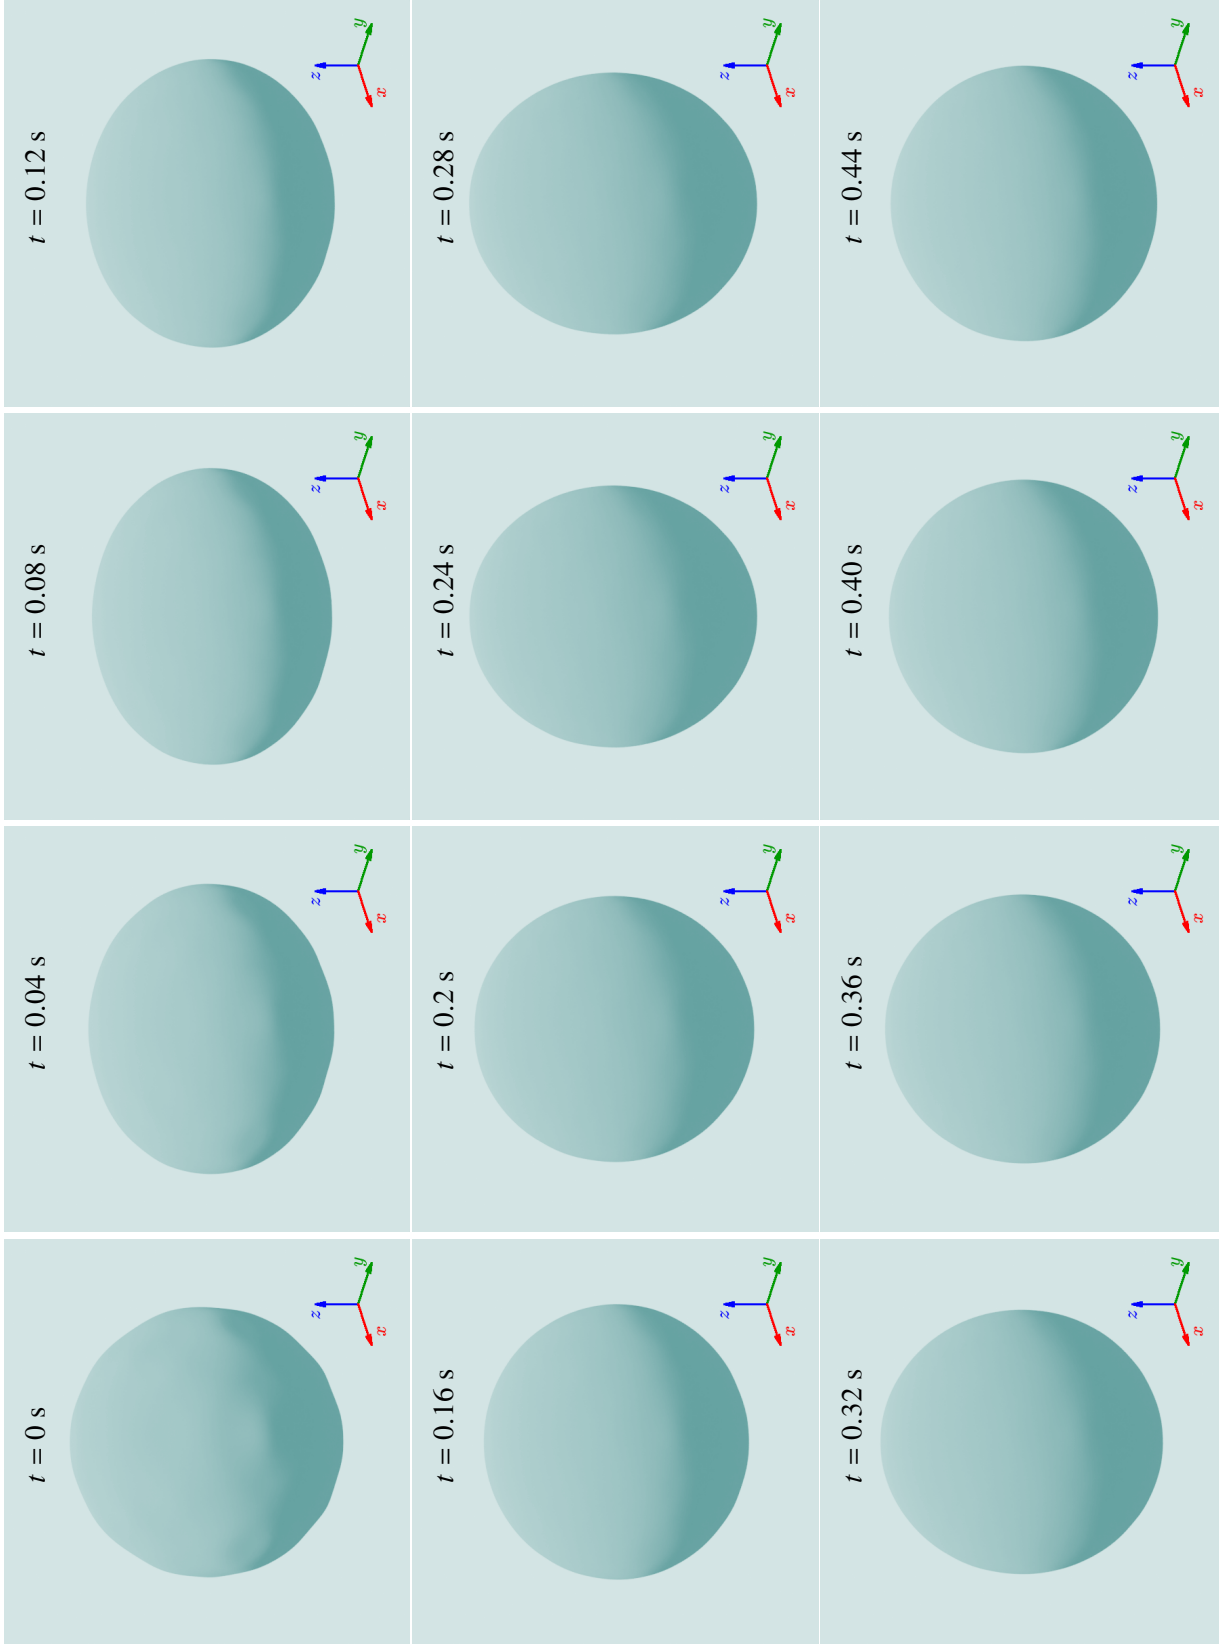 t = 0 s
z
y
x
t = 0.04 s
z
y
x
t = 0.08 s
z
y
x
t = 0.12 s
z
y
x
t = 0.16 s
z
y
x
t = 0.2 s
z
y
x
t = 0.24 s
z
y
x
t = 0.28 s
z
y
x
t = 0.32 s
z
y
x
t = 0.36 s
z
y
x
t = 0.40 s
z
y
x
t = 0.44 s
z
y
x